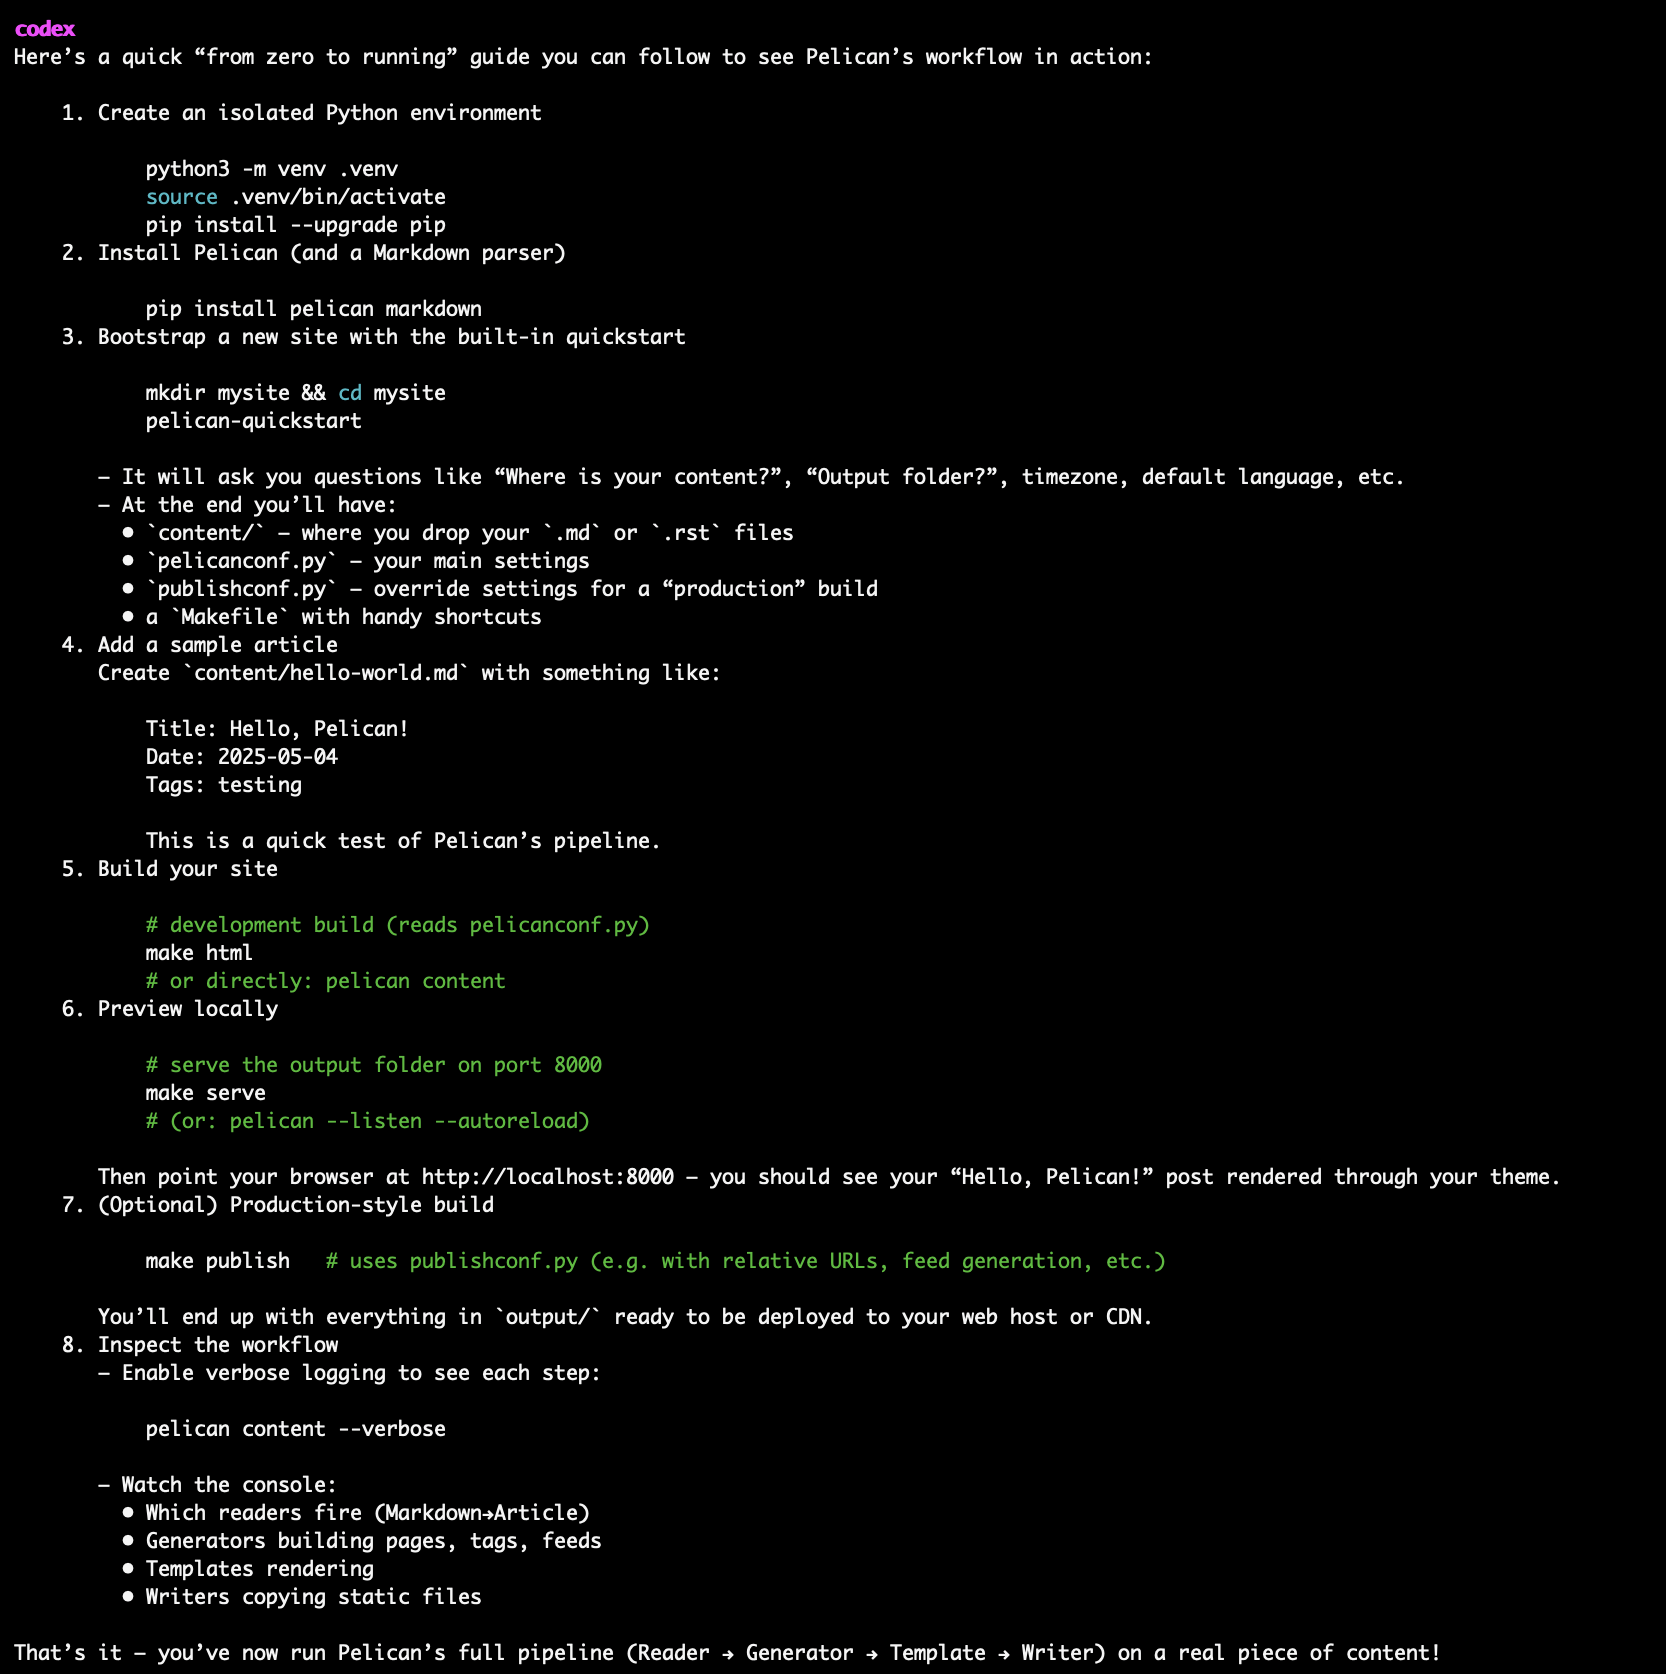 codex
Here’s a quick “from zero to running” guide you can follow to see Pelican’s workflow in action:
1. Create an isolated Python environment
python3 -m venv .venv
source .venv/bin/activate
pip install --upgrade pip
2. Install Pelican (and a Markdown parser)
pip install pelican markdown
3. Bootstrap a new site with the built-in quickstart
mkdir mysite && cd mysite
pelican-quickstart
– It will ask you questions like “Where is your content?”, “Output folder?”, timezone, default language, etc.
– At the end you’ll have:
• `content/` – where you drop your `.md` or `.rst` files
• `pelicanconf.py` – your main settings
• `publishconf.py` – override settings for a “production” build
• a `Makefile` with handy shortcuts
4. Add a sample article
Create `content/hello-world.md` with something like:
Title: Hello, Pelican!
Date: 2025-05-04
Tags: testing
This is a quick test of Pelican’s pipeline.
5. Build your site
# development build (reads pelicanconf.py)
make html
# or directly: pelican content
6. Preview locally
# serve the output folder on port 8000
make serve
# (or: pelican --listen --autoreload)
Then point your browser at http://localhost:8000 – you should see your “Hello, Pelican!” post rendered through your theme.
7. (Optional) Production-style build
make publish   # uses publishconf.py (e.g. with relative URLs, feed generation, etc.)
You’ll end up with everything in `output/` ready to be deployed to your web host or CDN.
8. Inspect the workflow
– Enable verbose logging to see each step:
pelican content --verbose
– Watch the console:
• Which readers fire (Markdown→Article)
• Generators building pages, tags, feeds
• Templates rendering
• Writers copying static files
That’s it – you’ve now run Pelican’s full pipeline (Reader → Generator → Template → Writer) on a real piece of content!